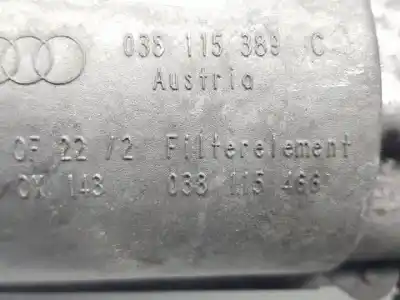 038 115 389 C
Austria
OF 22 /2 Filterelement
OX 143 038 115 466